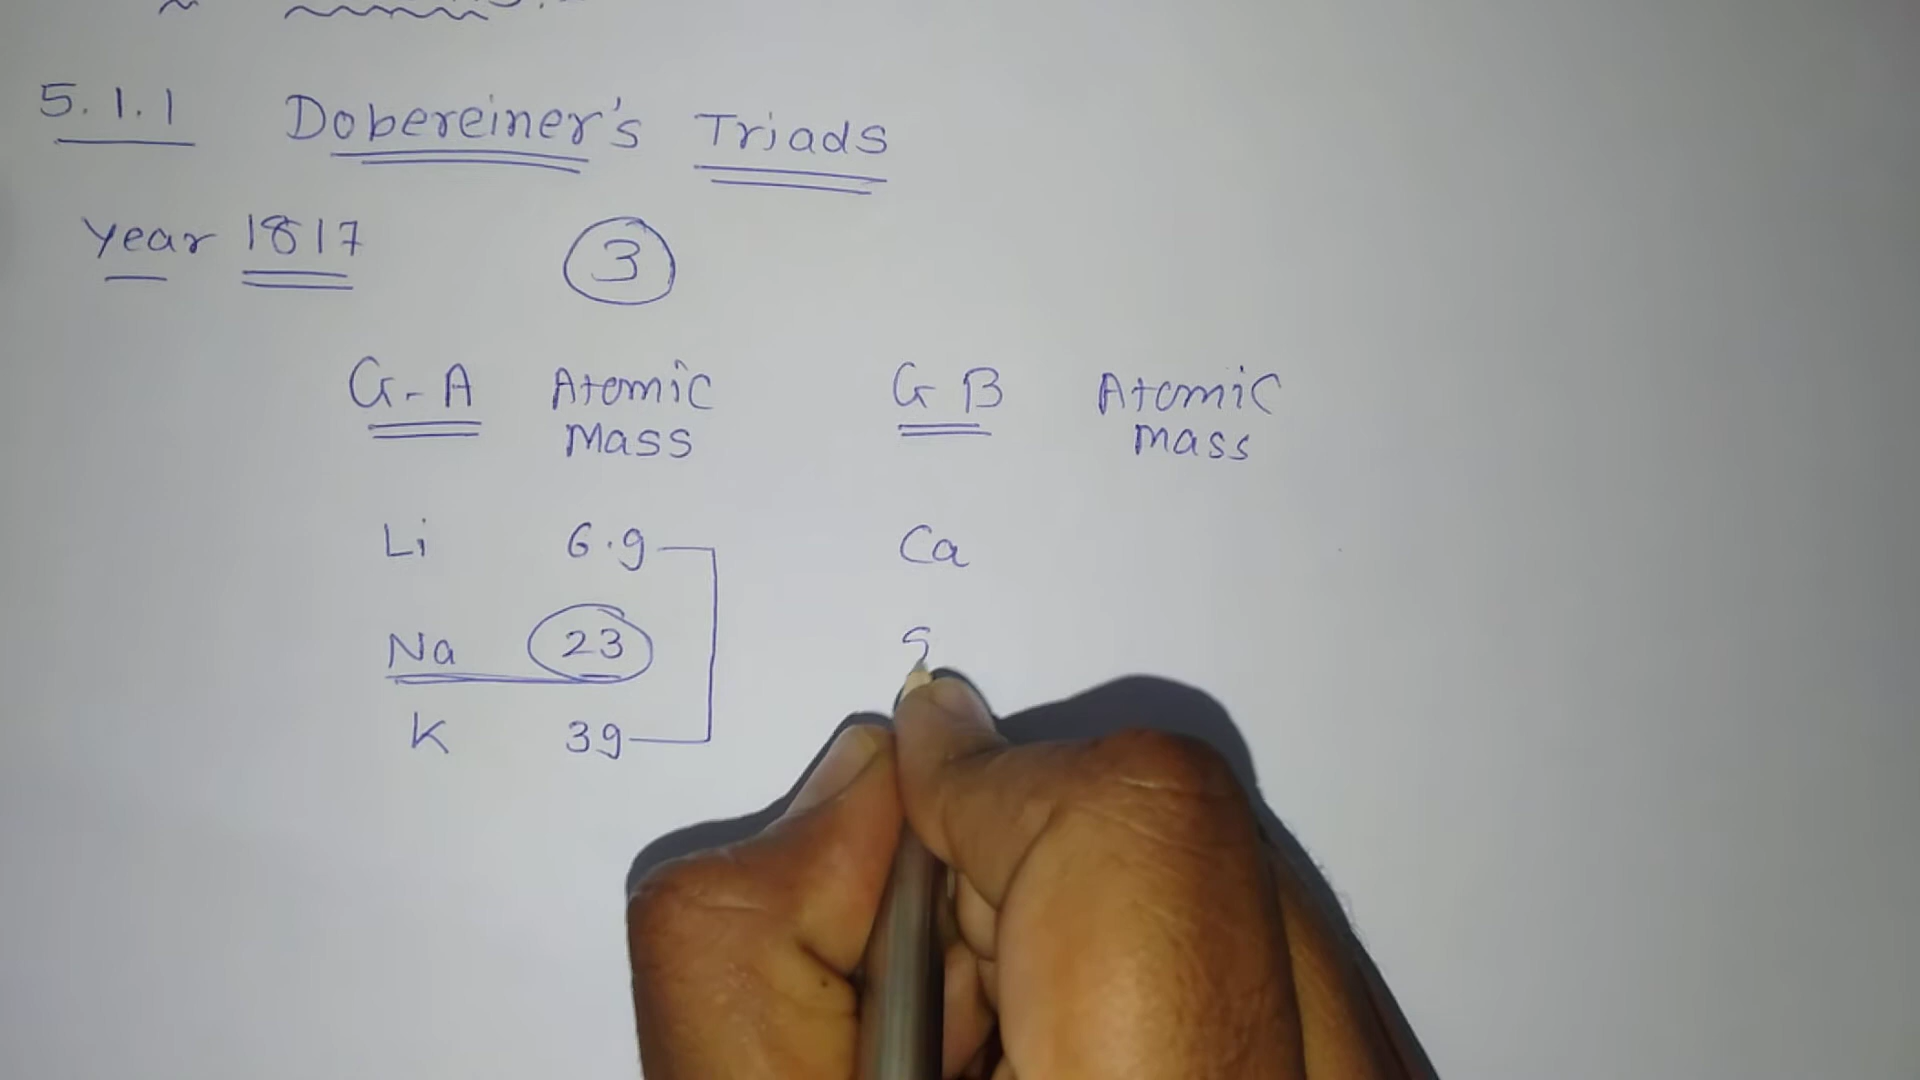 5.1.1 Dobereiner's Triads
Year 1817 3
G-A Atomic Mass G B Atomic mass
Li 6.9 Ca
Na 23 S
K 39